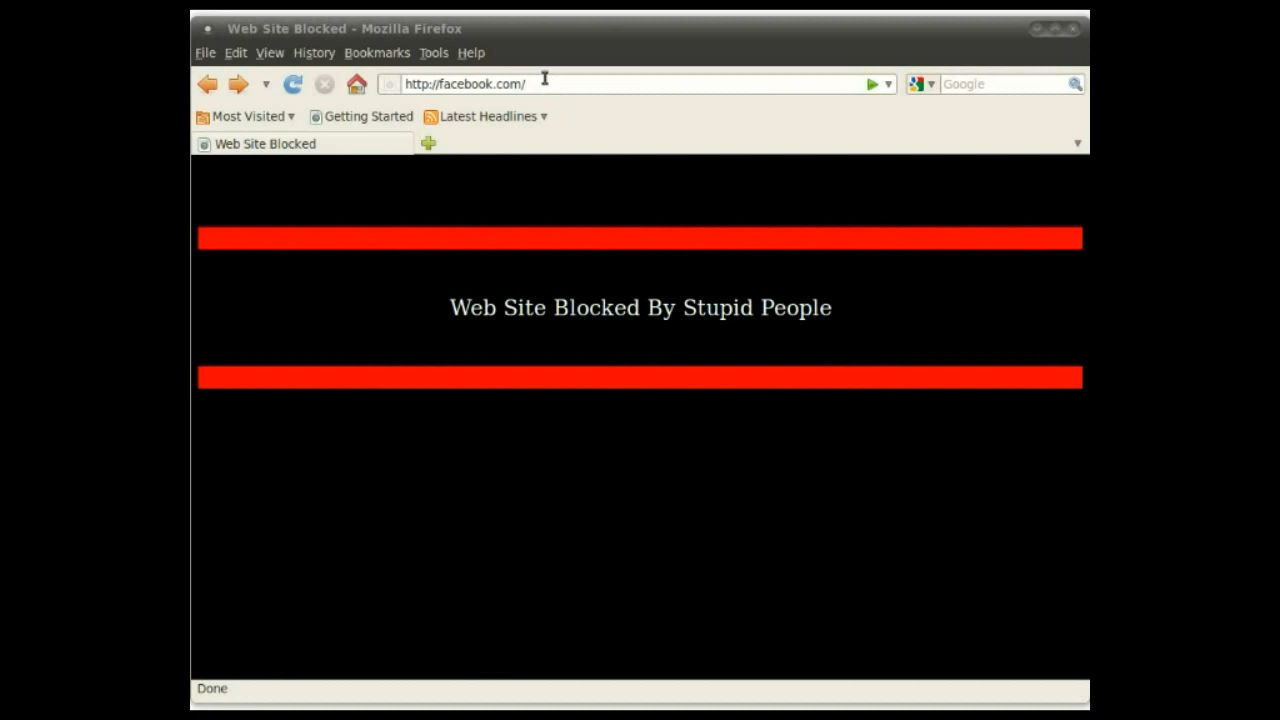 Web Site Blocked - Mozilla Firefox
File Edit View History Bookmarks Tools Help
http://facebook.com/ Google
Most Visited Getting Started Latest Headlines
Web Site Blocked
Web Site Blocked By Stupid People
Done